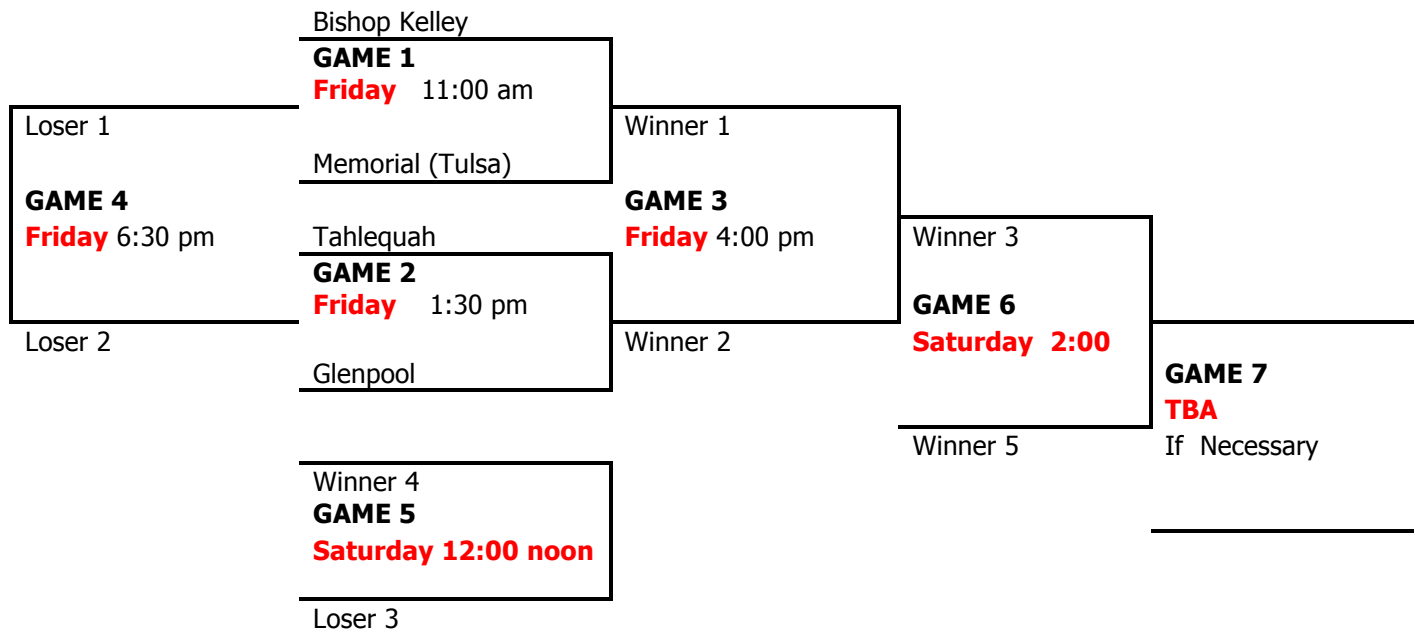 Bishop Kelley
GAME 1
Friday 11:00 am
Loser 1
Winner 1
Memorial (Tulsa)
GAME 4
GAME 3
Friday 6:30 pm
Tahlequah
Friday 4:00 pm
Winner 3
GAME 2
Friday 1:30 pm
GAME 6
Loser 2
Winner 2
Saturday 2:00
Glenpool
GAME 7
TBA
Winner 5
If Necessary
Winner 4
GAME 5
Saturday 12:00 noon
Loser 3